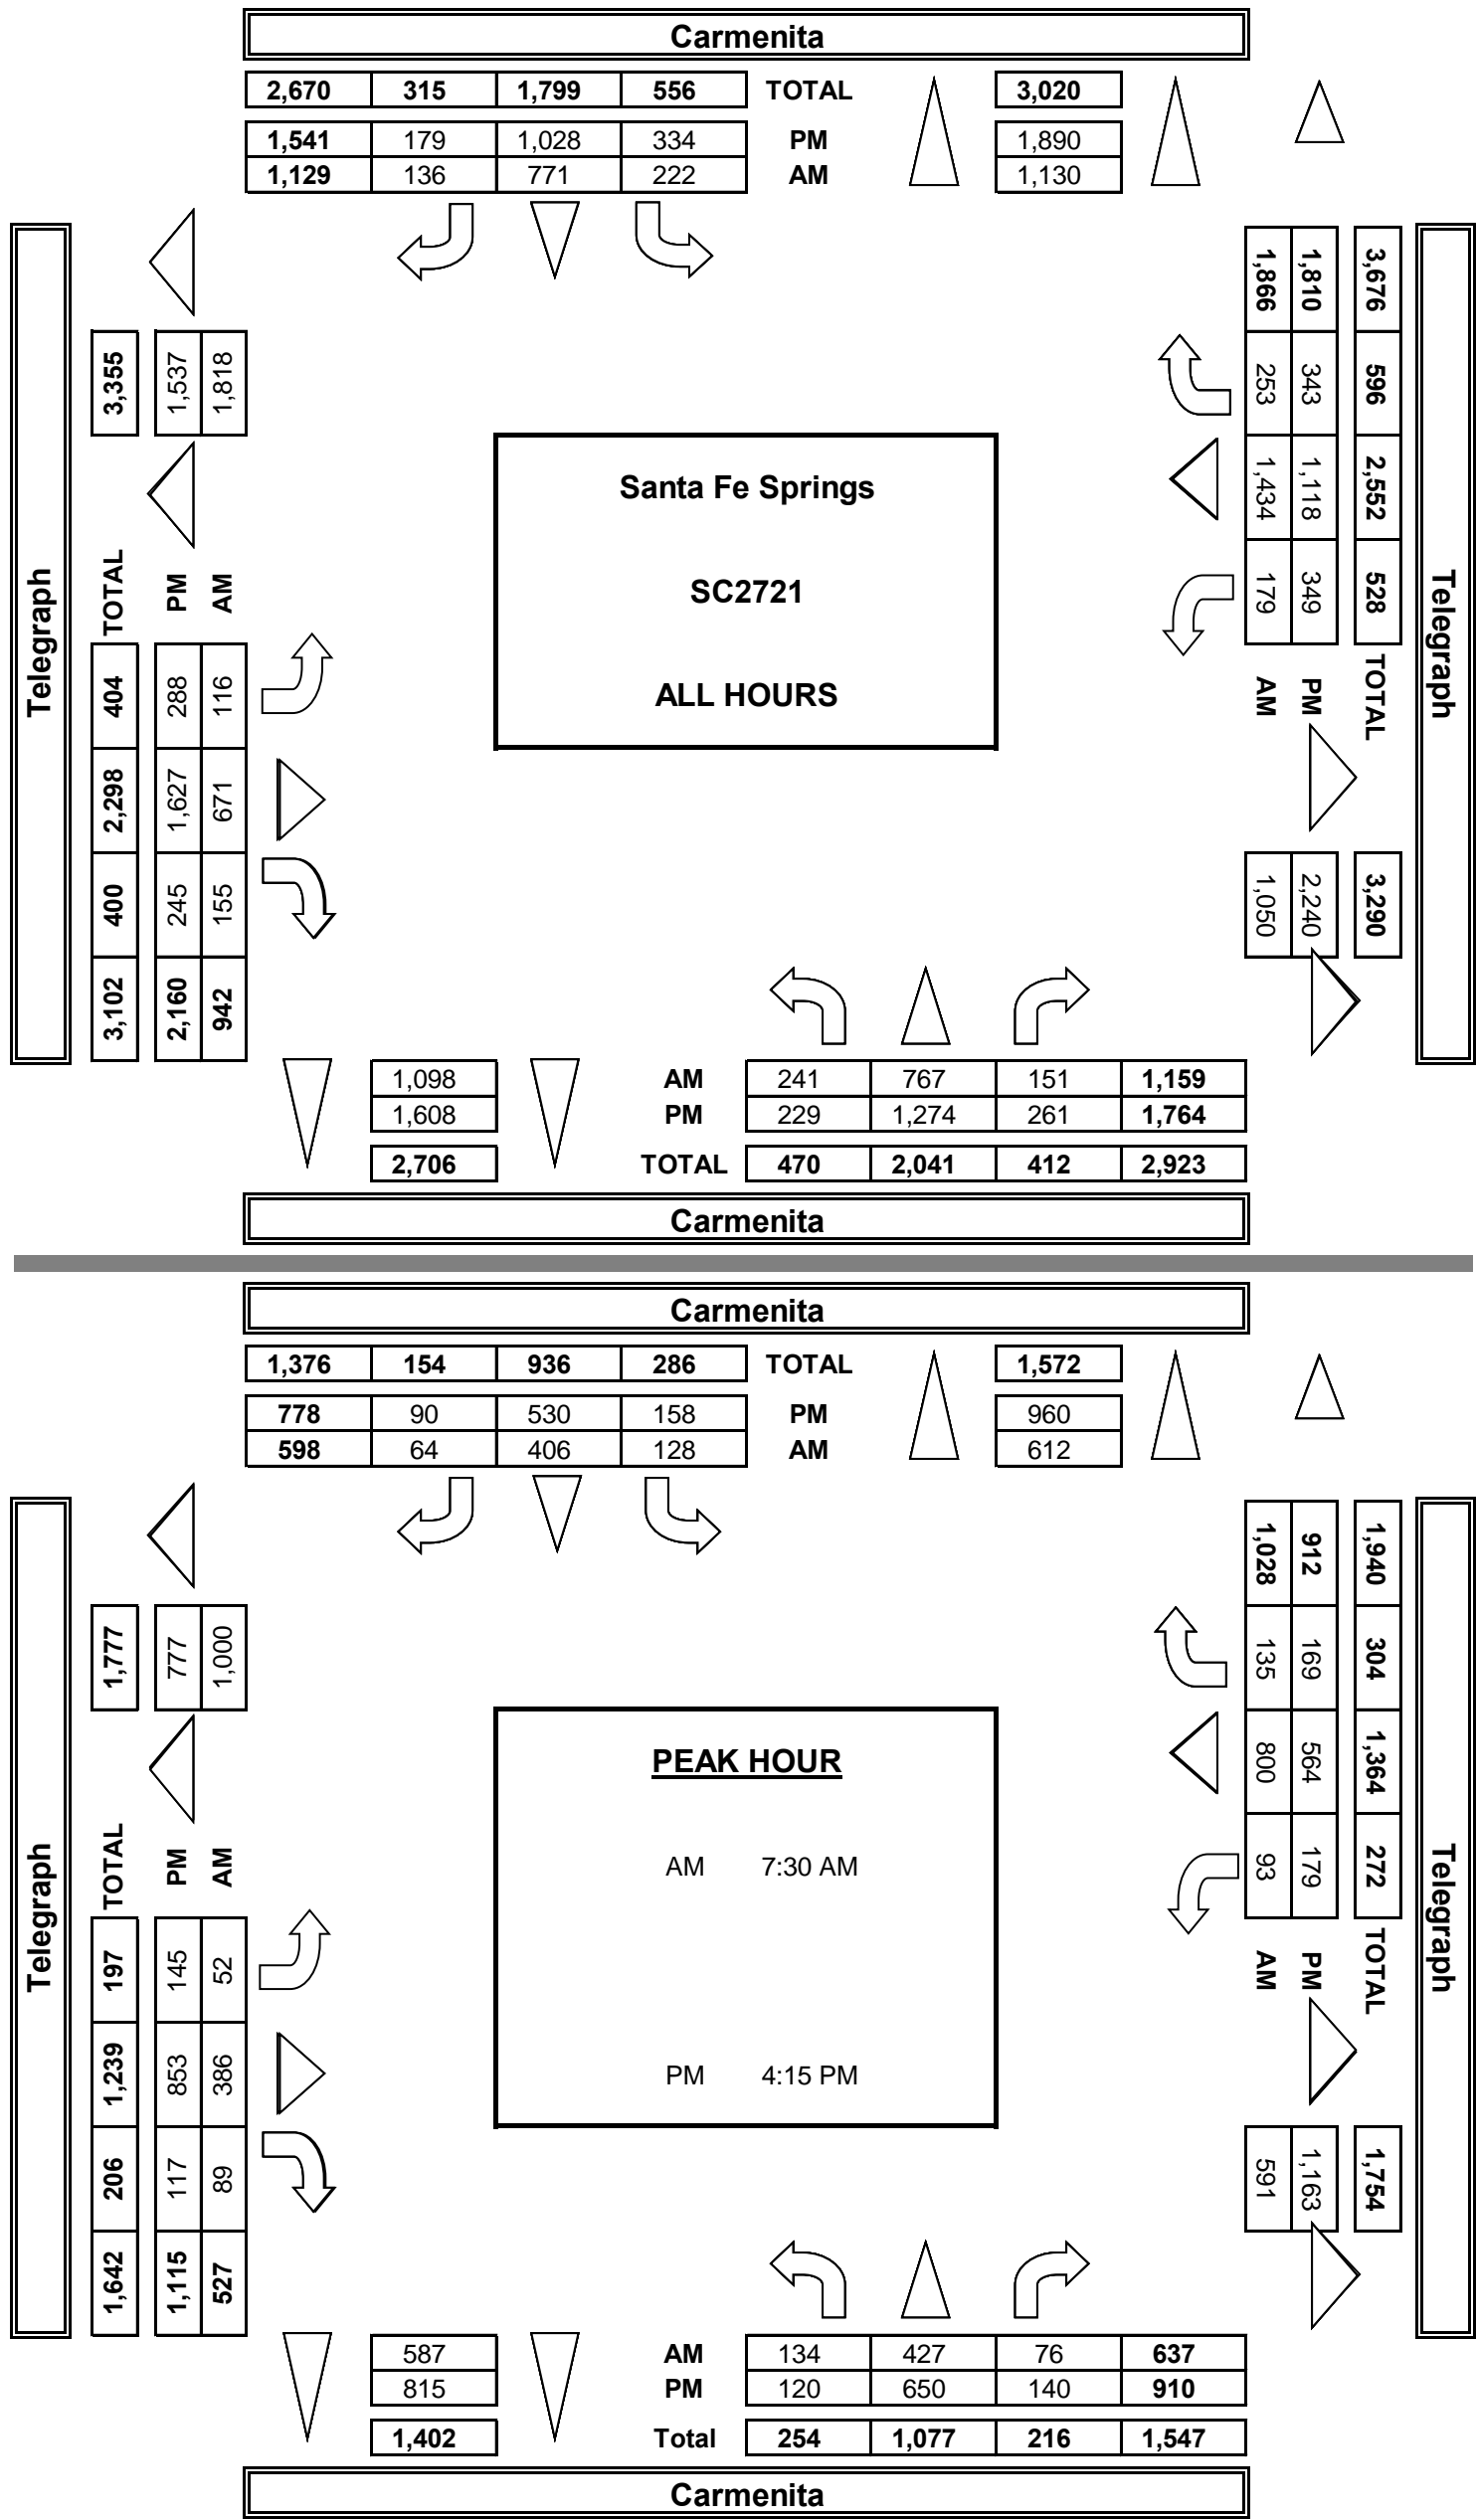 Carmenita
2,670 315 1,799 556 TOTAL 3,020
1,541 179 1,028 334 PM 1,890
1,129 136 771 222 AM 1,130
Telegraph
3,355
1,537
1,818
TOTAL
PM
AM
404 2,298 400 3,102
288 1,627 245 2,160
116 671 155 942
Santa Fe Springs
SC2721
ALL HOURS
3,676 596 2,552 528 TOTAL 3,290
1,810 343 1,118 349 PM 2,240
1,866 253 1,434 179 AM 1,050
Telegraph
1,098 AM 241 767 151 1,159
1,608 PM 229 1,274 261 1,764
2,706 TOTAL 470 2,041 412 2,923
Carmenita
Carmenita
1,376 154 936 286 TOTAL 1,572
778 90 530 158 PM 960
598 64 406 128 AM 612
Telegraph
1,777
777
1,000
TOTAL
PM
AM
197 1,239 206 1,642
145 853 117 1,115
52 386 89 527
PEAK HOUR
AM 7:30 AM
PM 4:15 PM
1,940 304 1,364 272 TOTAL 1,754
912 169 564 179 PM 1,163
1,028 135 800 93 AM 591
Telegraph
587 AM 134 427 76 637
815 PM 120 650 140 910
1,402 Total 254 1,077 216 1,547
Carmenita